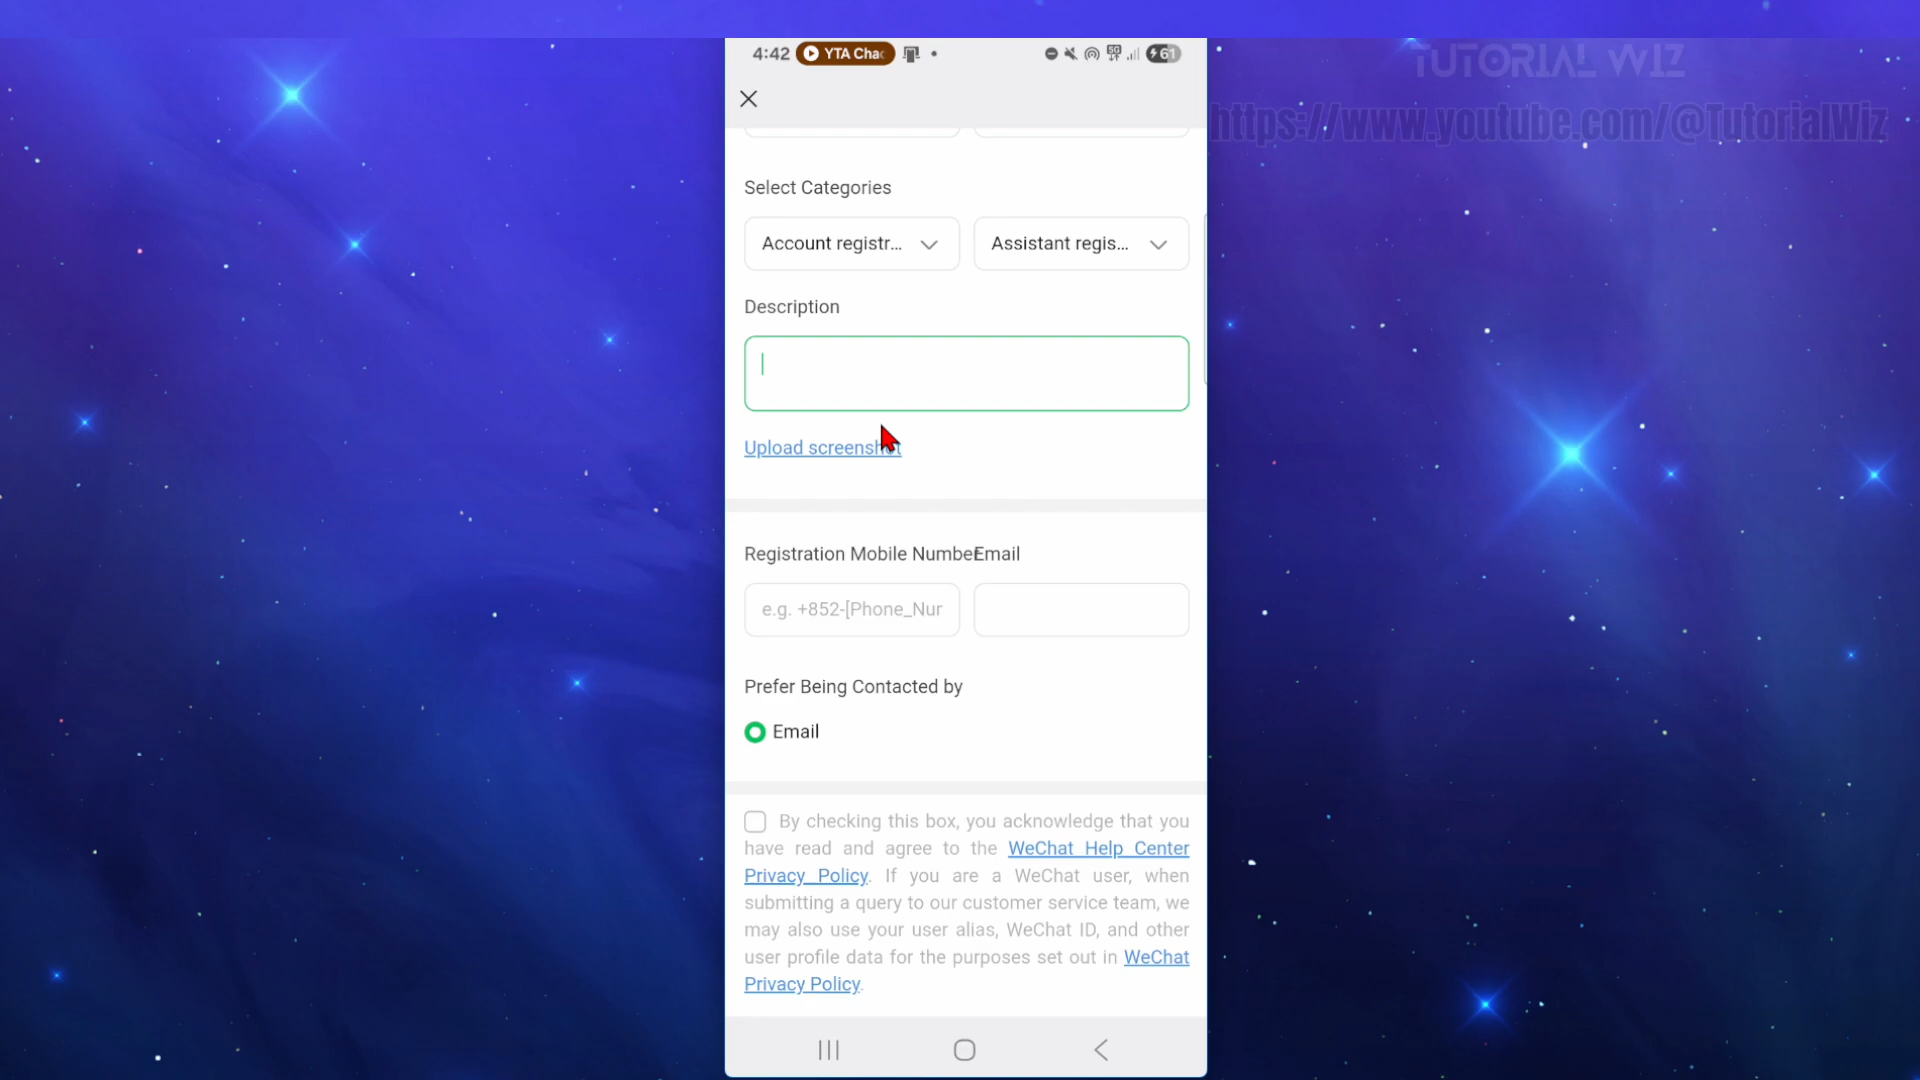 4:42 YTA Cha
5G
61
TUTORIAL WIZ
https://www.youtube.com/@TutorialWiz
Select Categories
Account registr...
Assistant regis...
Description
Upload screenshot
Registration Mobile Number
Email
e.g. +852-[Phone_Nur
Prefer Being Contacted by
Email
By checking this box, you acknowledge that you
have read and agree to the WeChat Help Center
Privacy Policy. If you are a WeChat user, when
submitting a query to our customer service team, we
may also use your user alias, WeChat ID, and other
user profile data for the purposes set out in WeChat
Privacy Policy.